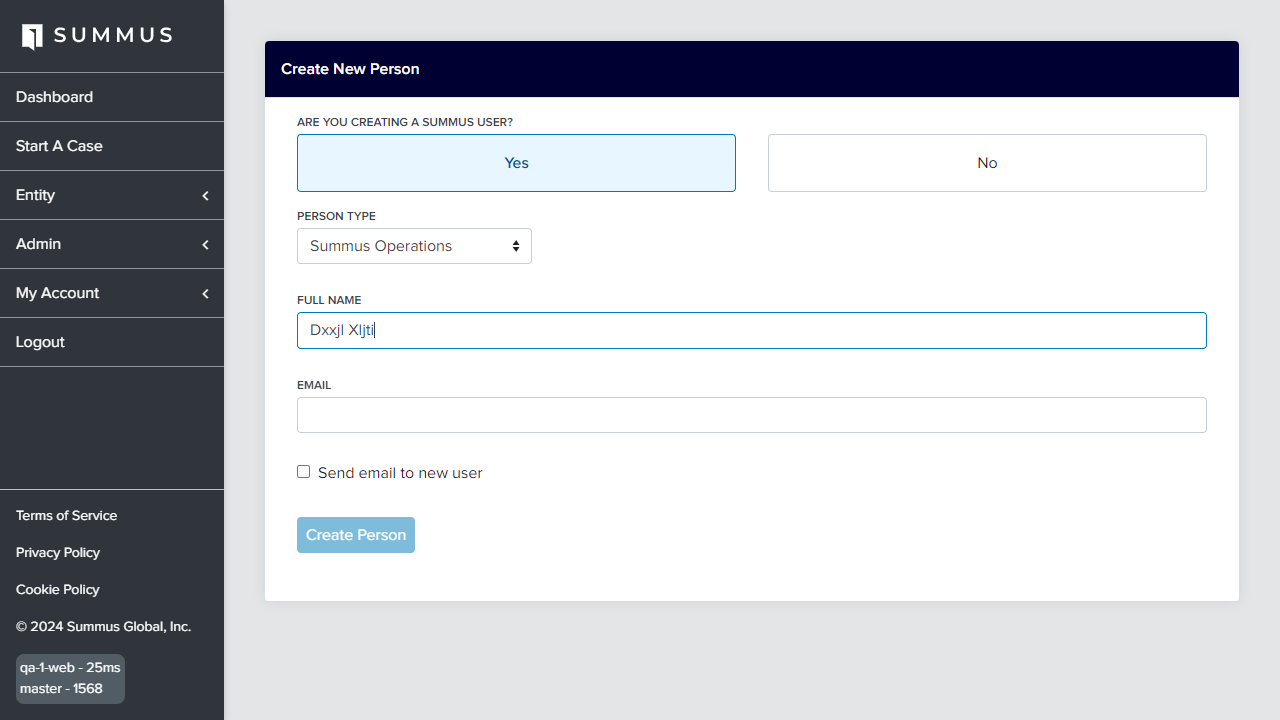 SUMMUS
Dashboard
Start A Case
Entity
Admin
My Account
Logout
Terms of Service
Privacy Policy
Cookie Policy
© 2024 Summus Global, Inc.
qa-1-web - 25ms
master - 1568
Create New Person
ARE YOU CREATING A SUMMUS USER?
Yes
No
PERSON TYPE
Summus Operations
FULL NAME
Dxxjl Xljti
EMAIL
Send email to new user
Create Person